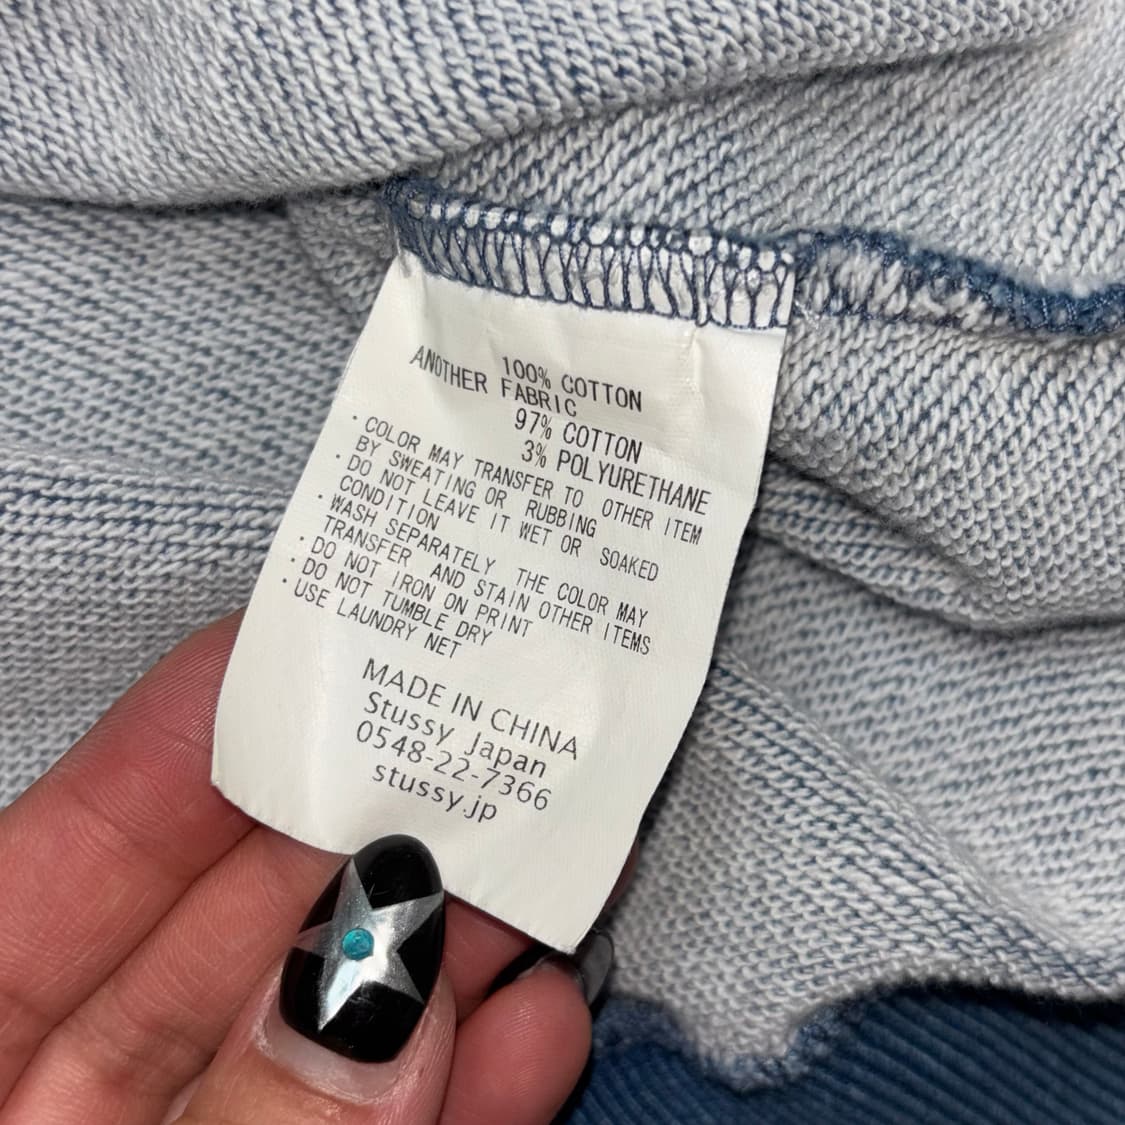 100% COTTON
ANOTHER FABRIC
97% COTTON
3% POLYURETHANE
・COLOR MAY TRANSFER TO OTHER ITEM
BY SWEATING OR RUBBING
・DO NOT LEAVE IT WET OR SOAKED
CONDITION
・WASH SEPARATELY THE COLOR MAY
TRANSFER AND STAIN OTHER ITEMS
・DO NOT IRON ON PRINT
・DO NOT TUMBLE DRY
・USE LAUNDRY NET
MADE IN CHINA
Stussy Japan
0548-22-7366
stussy.jp